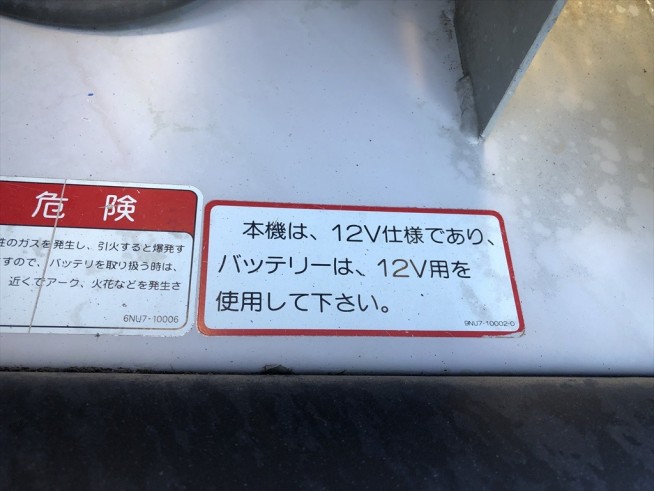 危険
性のガスを発生し、引火すると爆発す
すので、バッテリを取り扱う時は、
近くでアーク、火花などを発生さ
6NU7-10006
本機は、12V仕様であり、
バッテリーは、12V用を
使用して下さい。
9NU7-10002-0